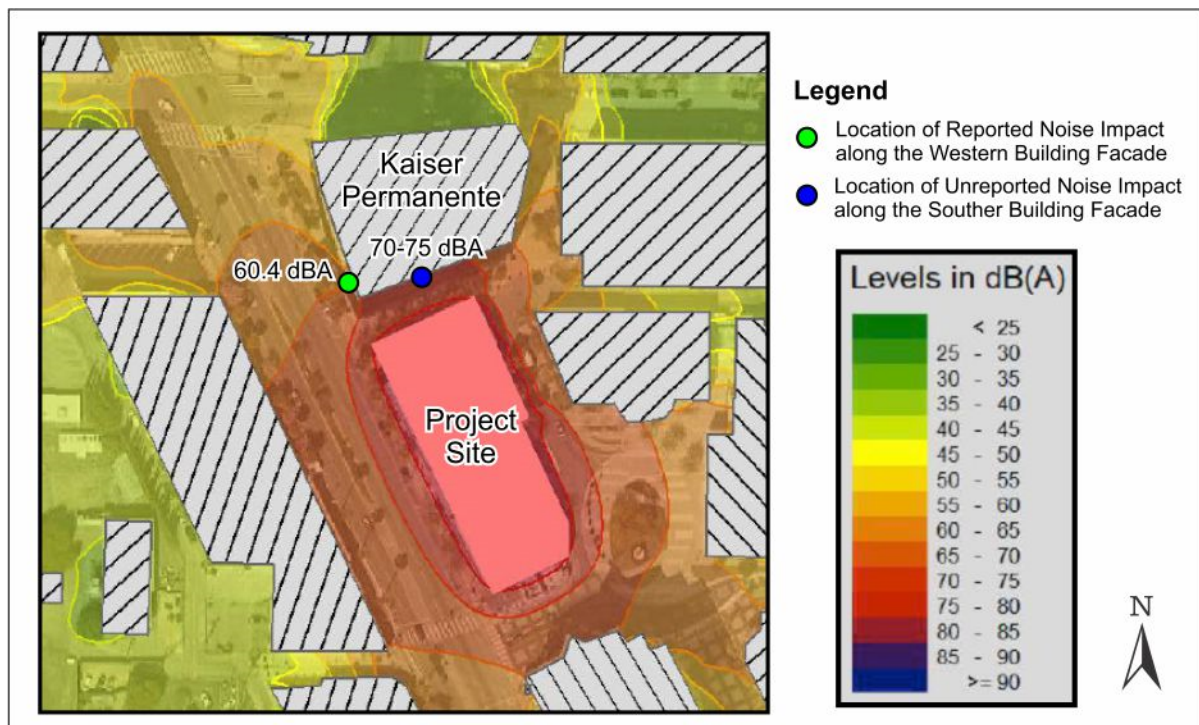 Kaiser
Permanente
70-75 dBA
60.4 dBA
Project
Site
Legend
Location of Reported Noise Impact
along the Western Building Facade
Location of Unreported Noise Impact
along the Souther Building Facade
Levels in dB(A)
< 25
25 - 30
30 - 35
35 - 40
40 - 45
45 - 50
50 - 55
55 - 60
60 - 65
65 - 70
70 - 75
75 - 80
80 - 85
85 - 90
>= 90
N